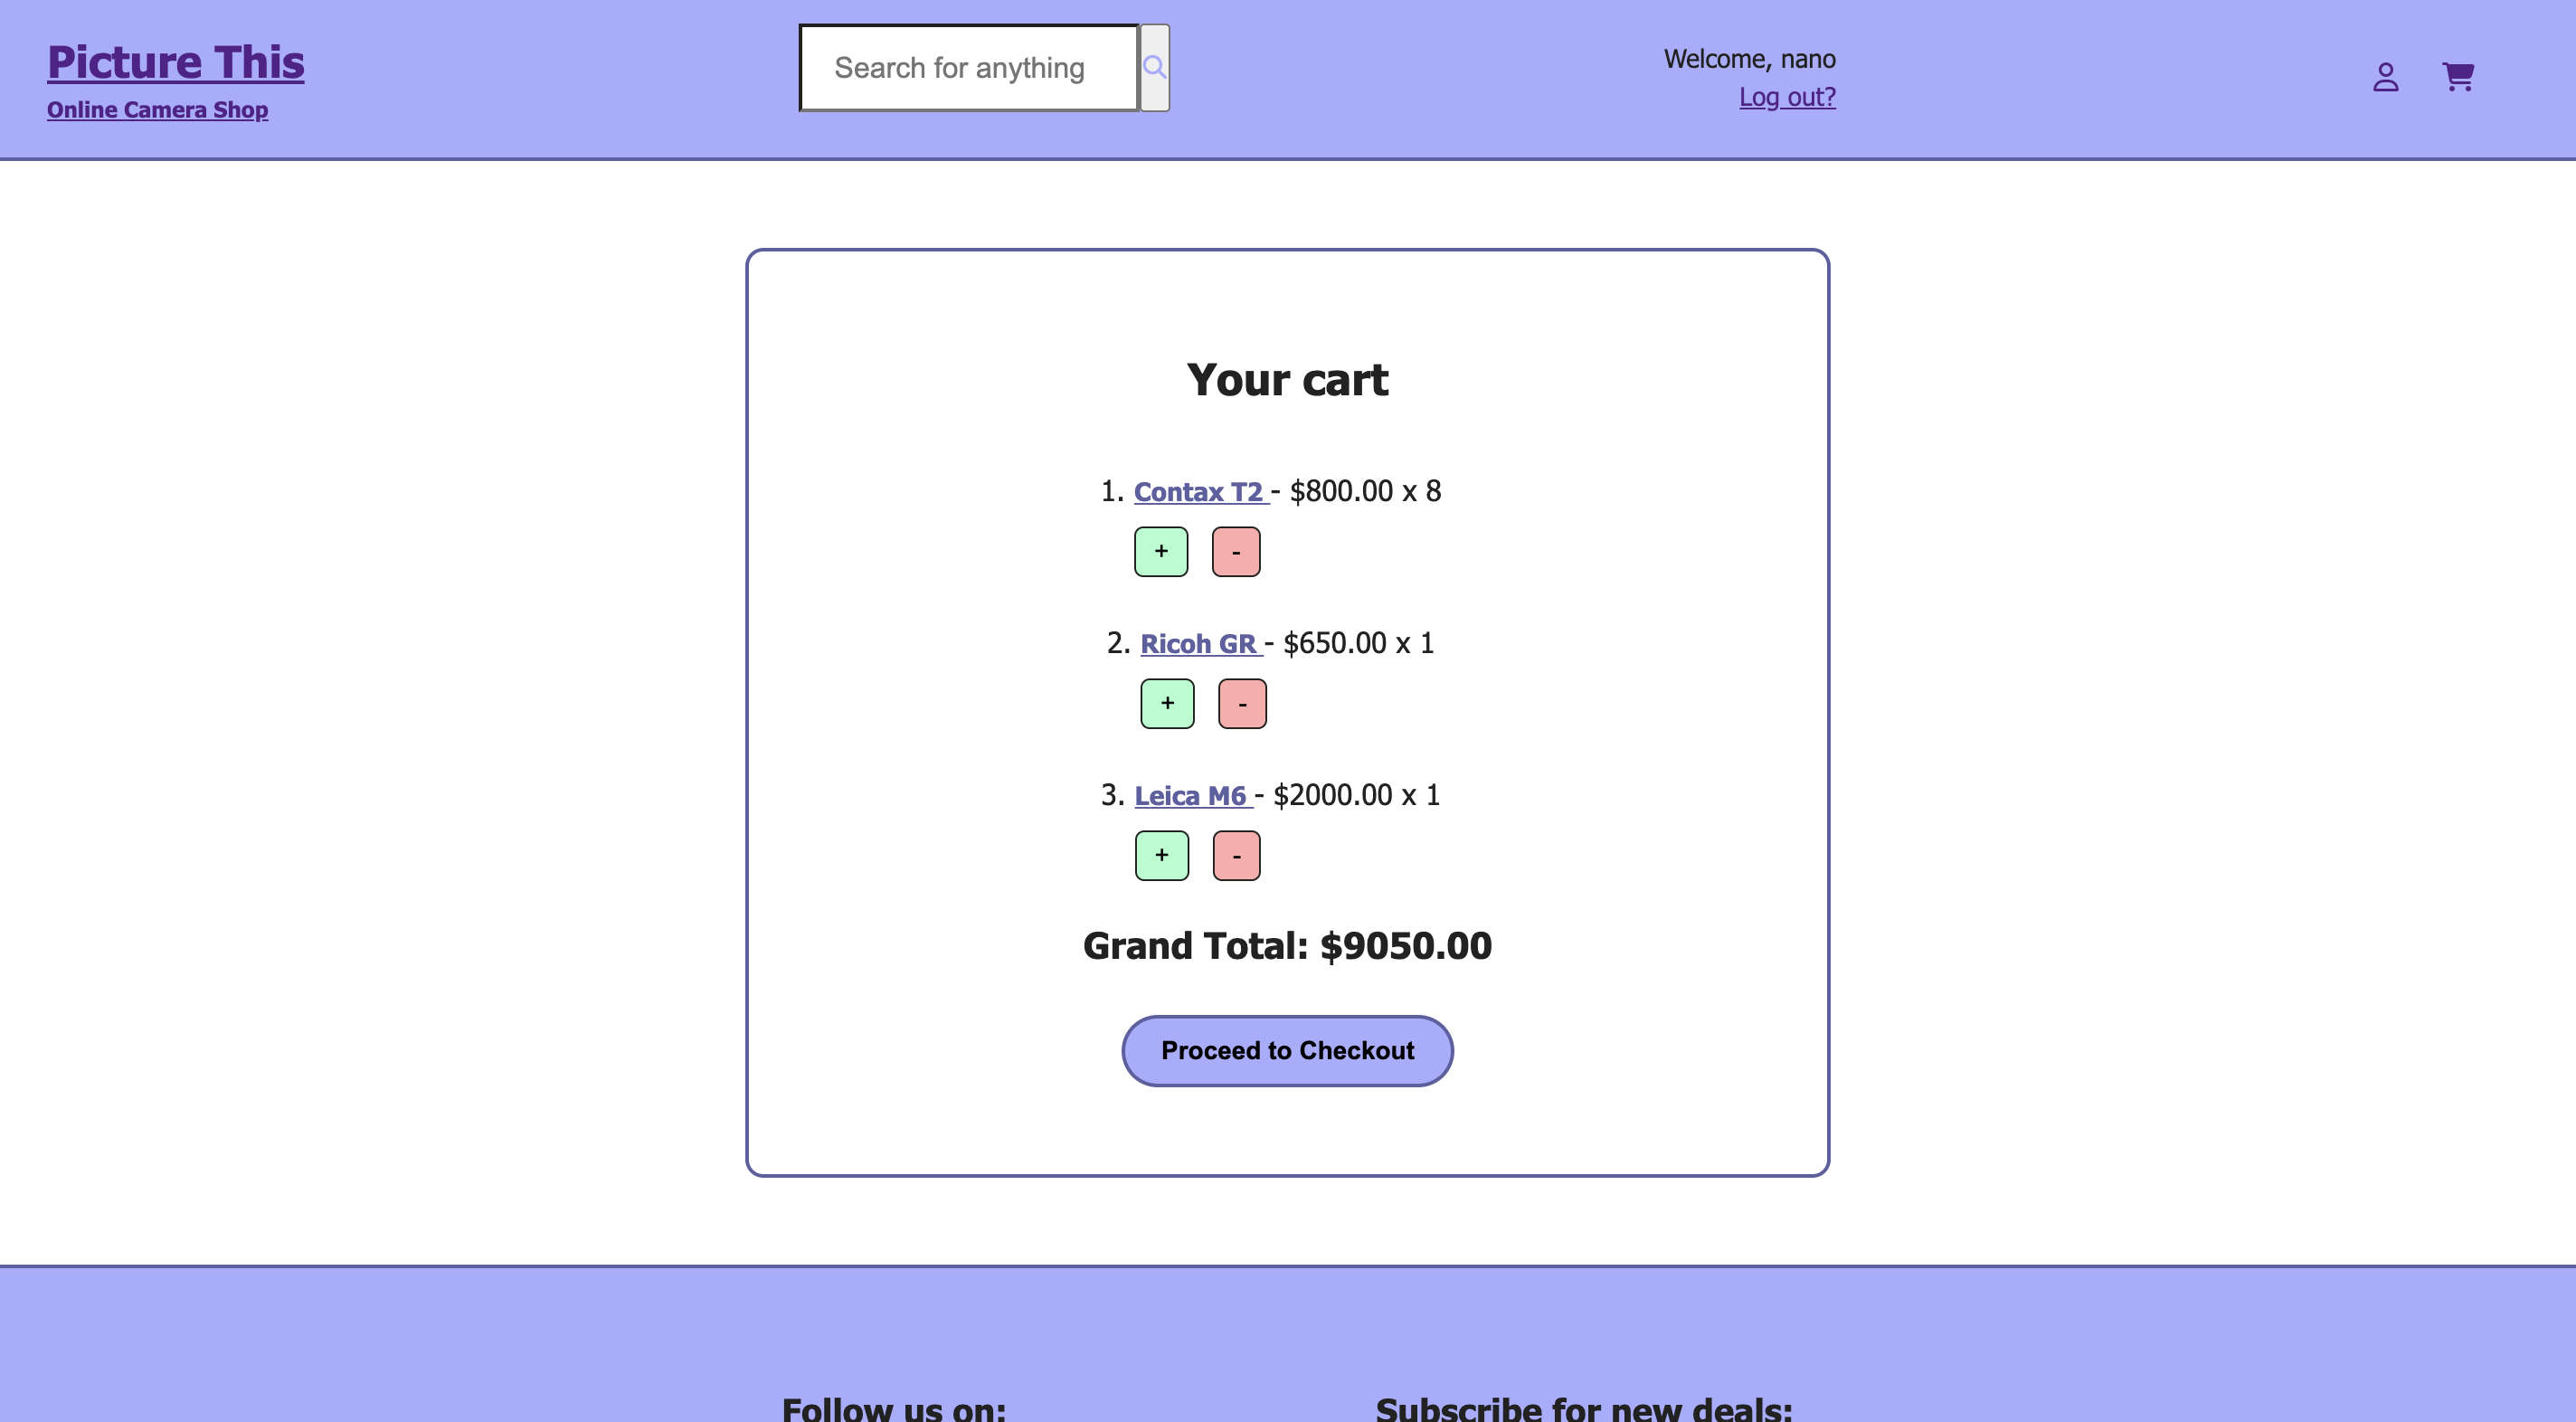 Picture This
Online Camera Shop
Search for anything
Welcome, nano
Log out?
Your cart
1. Contax T2 - $800.00 x 8
+ -
2. Ricoh GR - $650.00 x 1
+ -
3. Leica M6 - $2000.00 x 1
+ -
Grand Total: $9050.00
Proceed to Checkout
Follow us on:
Subscribe for new deals: